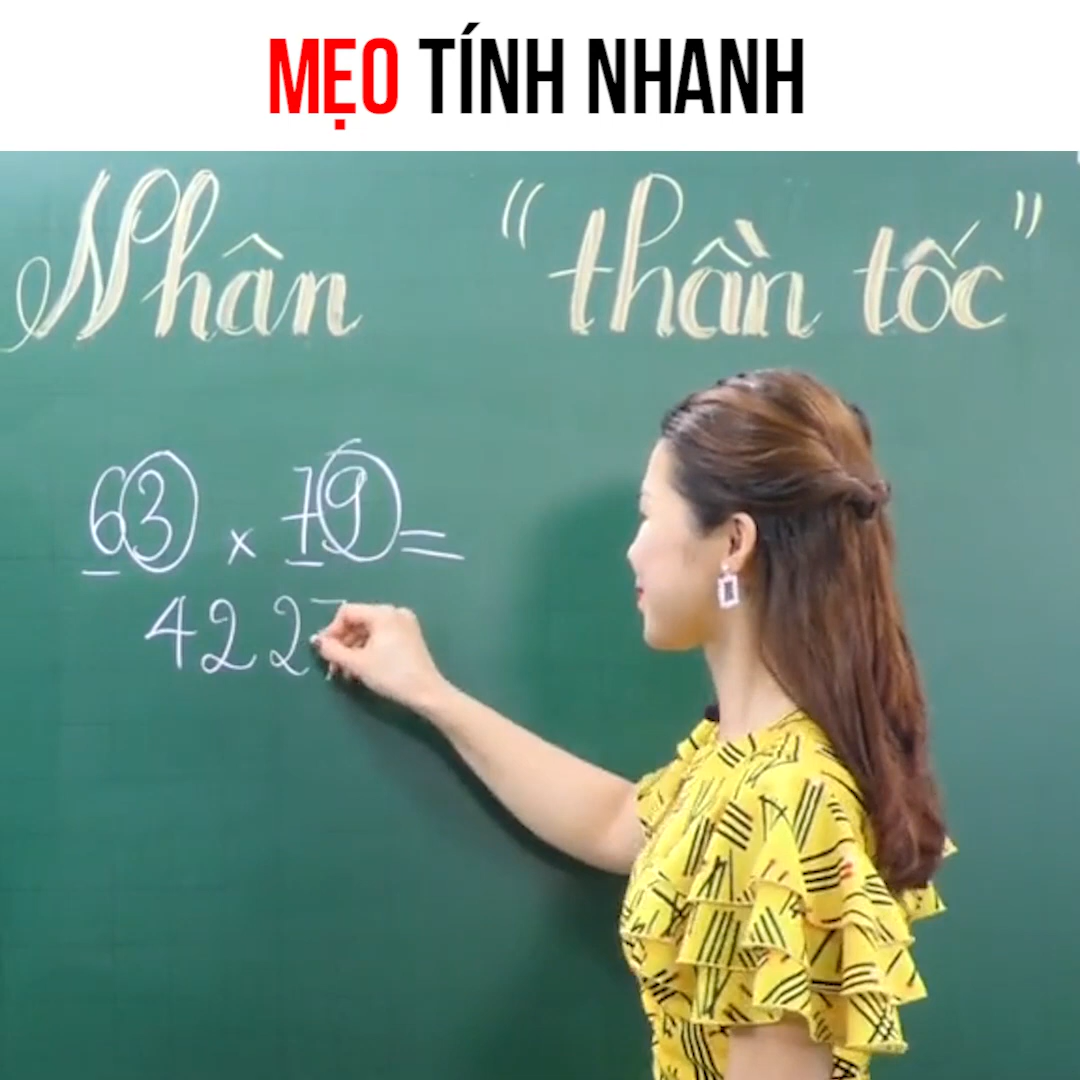 MẸO TÍNH NHANH
Nhân "thần tốc"
63 x 79 =
4227